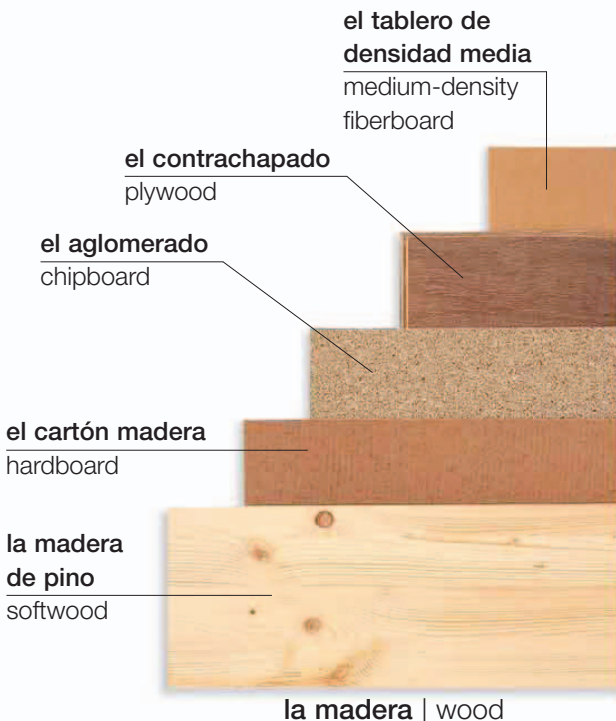 el tablero de
densidad media
medium-density
fiberboard
el contrachapado
plywood
el aglomerado
chipboard
el cartón madera
hardboard
la madera
de pino
softwood
la madera | wood